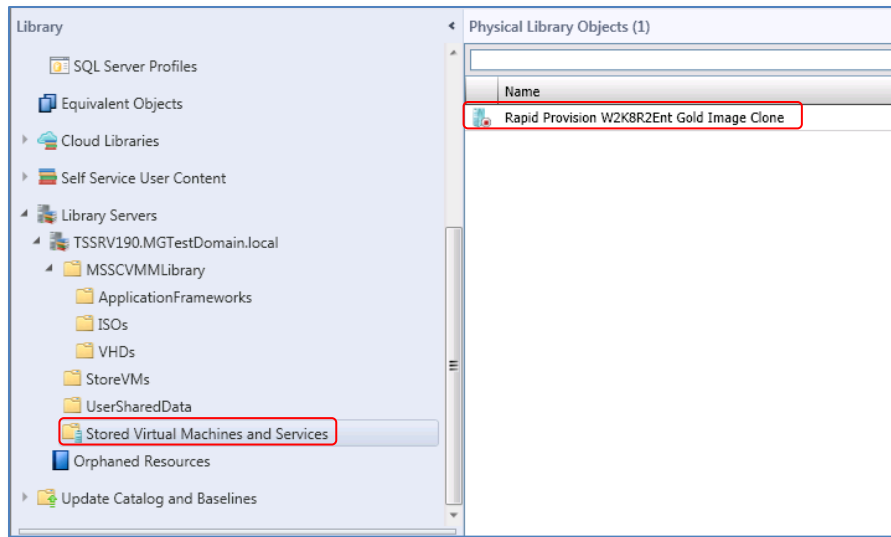 Library
SQL Server Profiles
Equivalent Objects
Cloud Libraries
Self Service User Content
Library Servers
TSSRV190.MGTestDomain.local
MSSCVMMLibrary
ApplicationFrameworks
ISOs
VHDs
StoreVMs
UserSharedData
Stored Virtual Machines and Services
Orphaned Resources
Update Catalog and Baselines
Physical Library Objects (1)
Name
Rapid Provision W2K8R2Ent Gold Image Clone